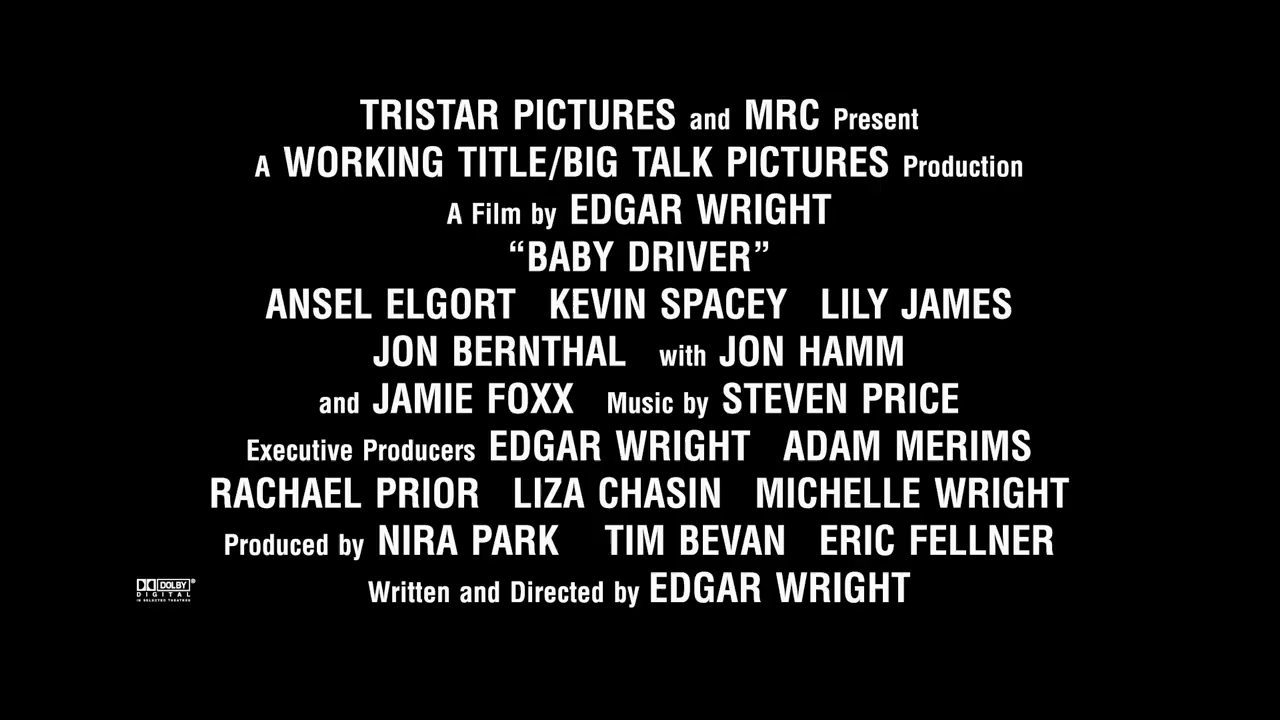 TRISTAR PICTURES and MRC Present
A WORKING TITLE/BIG TALK PICTURES Production
A Film by EDGAR WRIGHT
“BABY DRIVER”
ANSEL ELGORT KEVIN SPACEY LILY JAMES
JON BERNTHAL with JON HAMM
and JAMIE FOXX Music by STEVEN PRICE
Executive Producers EDGAR WRIGHT ADAM MERIMS
RACHAEL PRIOR LIZA CHASIN MICHELLE WRIGHT
Produced by NIRA PARK TIM BEVAN ERIC FELLNER
Written and Directed by EDGAR WRIGHT
DOLBY®
DIGITAL
IN SELECTED THEATRES